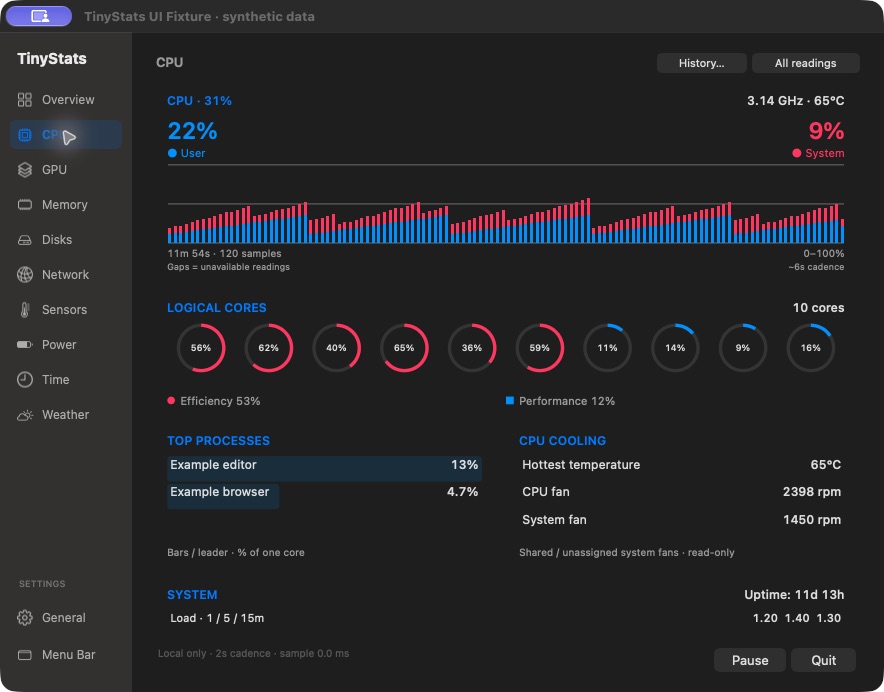 TinyStats UI Fixture · synthetic data
TinyStats
Overview
CPU
GPU
Memory
Disks
Network
Sensors
Power
Time
Weather
SETTINGS
General
Menu Bar
CPU
History...
All readings
CPU · 31%
3.14 GHz · 65°C
22%
9%
User
System
11m 54s · 120 samples
0–100%
Gaps = unavailable readings
~6s cadence
LOGICAL CORES
10 cores
56%
62%
40%
65%
36%
59%
11%
14%
9%
16%
Efficiency 53%
Performance 12%
TOP PROCESSES
Example editor 13%
Example browser 4.7%
Bars / leader · % of one core
CPU COOLING
Hottest temperature 65°C
CPU fan 2398 rpm
System fan 1450 rpm
Shared / unassigned system fans · read-only
SYSTEM
Uptime: 11d 13h
Load · 1 / 5 / 15m
1.20 1.40 1.30
Local only · 2s cadence · sample 0.0 ms
Pause
Quit